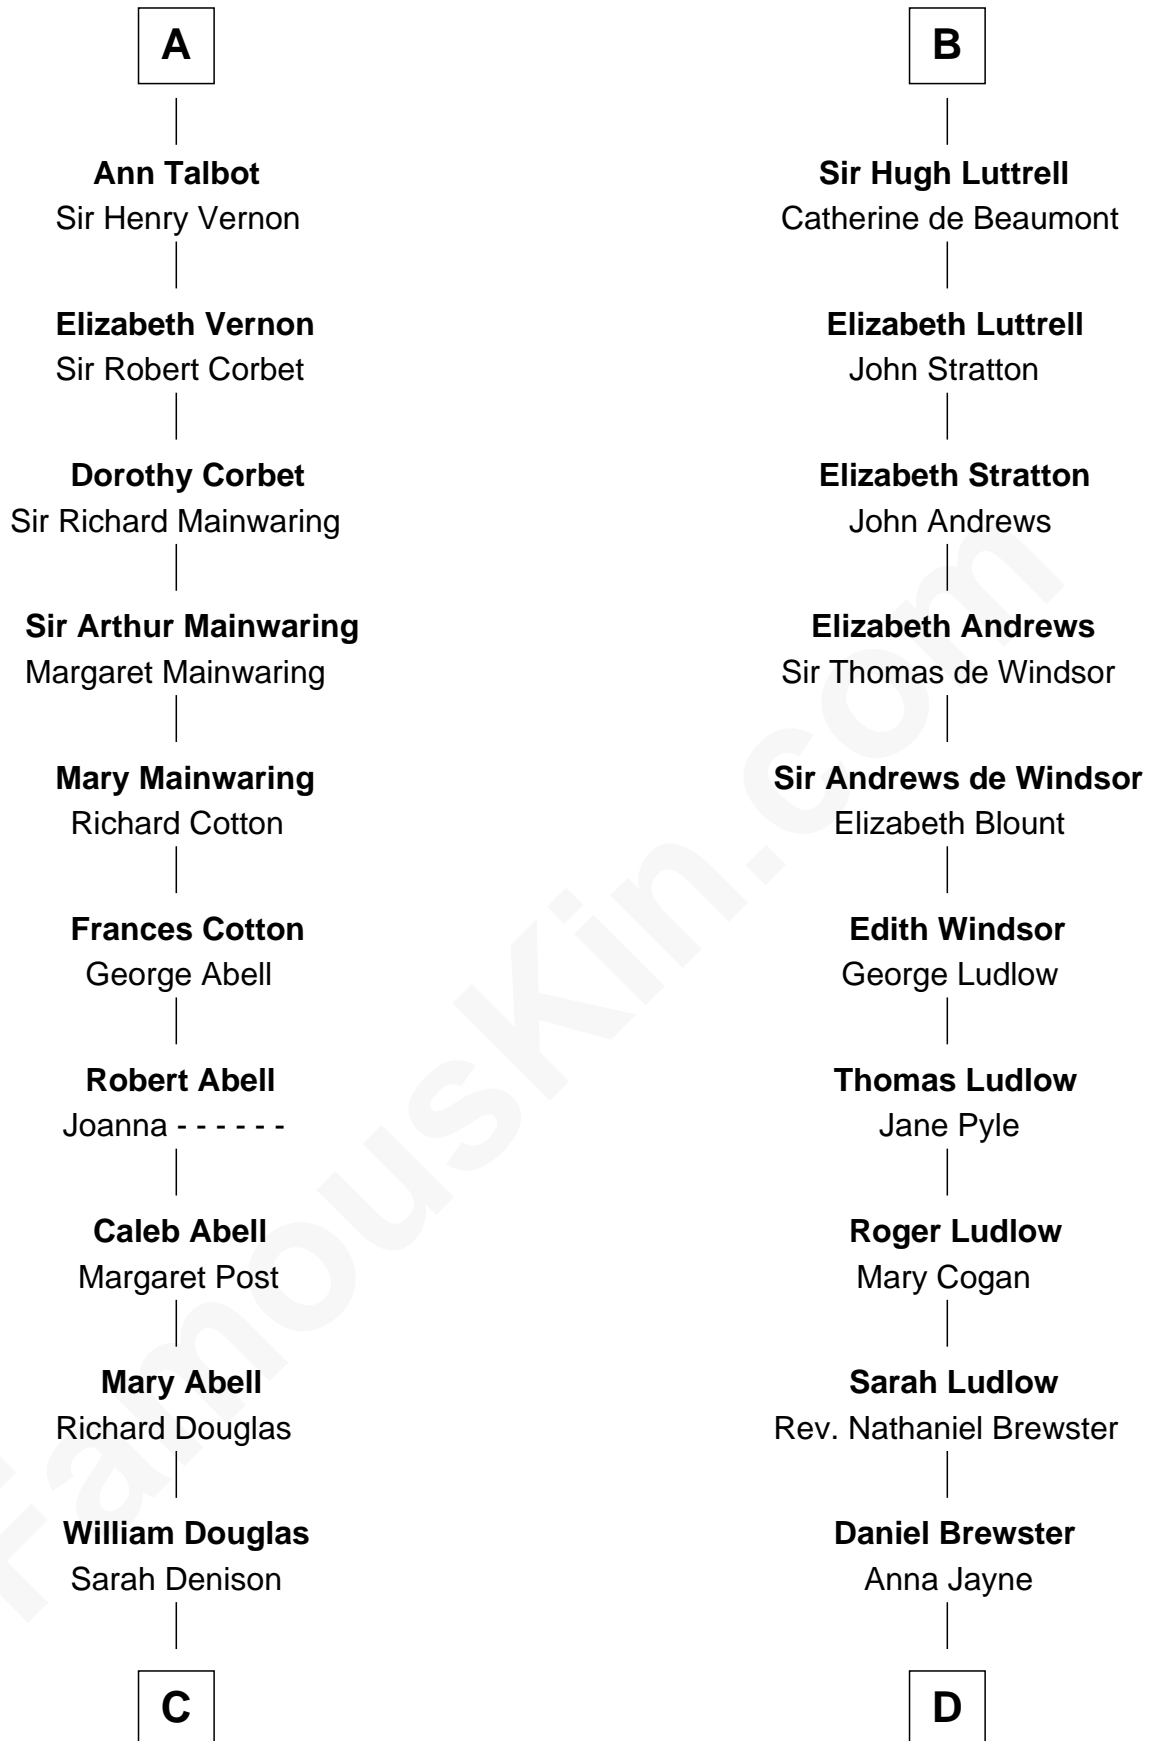 A
Ann Talbot
Sir Henry Vernon
Elizabeth Vernon
Sir Robert Corbet
Dorothy Corbet
Sir Richard Mainwaring
Sir Arthur Mainwaring
Margaret Mainwaring
Mary Mainwaring
Richard Cotton
Frances Cotton
George Abell
Robert Abell
Joanna - - - - - -
Caleb Abell
Margaret Post
Mary Abell
Richard Douglas
William Douglas
Sarah Denison
C
B
Sir Hugh Luttrell
Catherine de Beaumont
Elizabeth Luttrell
John Stratton
Elizabeth Stratton
John Andrews
Elizabeth Andrews
Sir Thomas de Windsor
Sir Andrews de Windsor
Elizabeth Blount
Edith Windsor
George Ludlow
Thomas Ludlow
Jane Pyle
Roger Ludlow
Mary Cogan
Sarah Ludlow
Rev. Nathaniel Brewster
Daniel Brewster
Anna Jayne
D
FamousKin.com